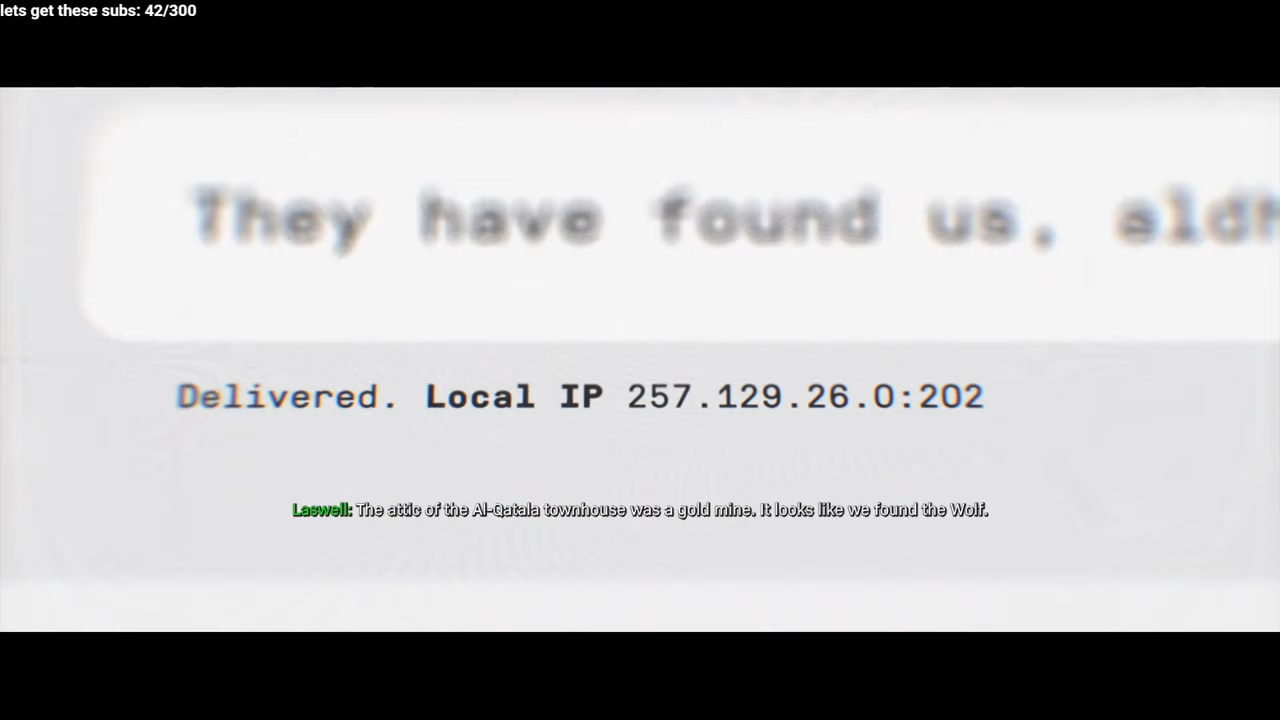 lets get these subs: 42/300
They have found us,
Delivered. Local IP 257.129.26.0:202
Laswell: The attic of the Al-Qatala townhouse was a gold mine. It looks like we found the Wolf.